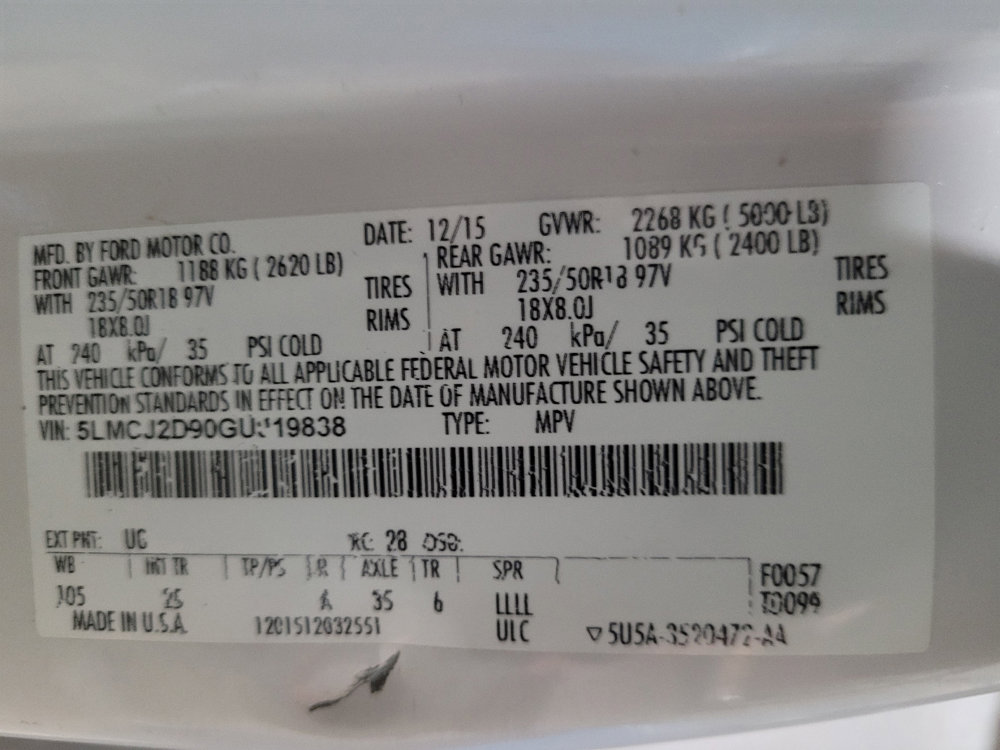 MFD. BY FORD MOTOR CO. DATE: 12/15 GVWR: 2268 KG ( 5000 LB)
FRONT GAWR: 1188 KG ( 2620 LB) REAR GAWR: 1089 KG ( 2400 LB)
WITH 235/50R18 97V TIRES WITH 235/50R18 97V TIRES
18X8.0J RIMS 18X8.0J RIMS
AT 240 kPa/ 35 PSI COLD AT 240 kPa/ 35 PSI COLD
THIS VEHICLE CONFORMS TO ALL APPLICABLE FEDERAL MOTOR VEHICLE SAFETY AND THEFT
PREVENTION STANDARDS IN EFFECT ON THE DATE OF MANUFACTURE SHOWN ABOVE.
VIN: TYPE: MPV
EXT PNT: UG RC: 28 DSO:
WB INT TR TP/PS R AXLE TR SPR
105 25 35 6 LLLL
F0057
T0099
MADE IN U.S.A. ULC